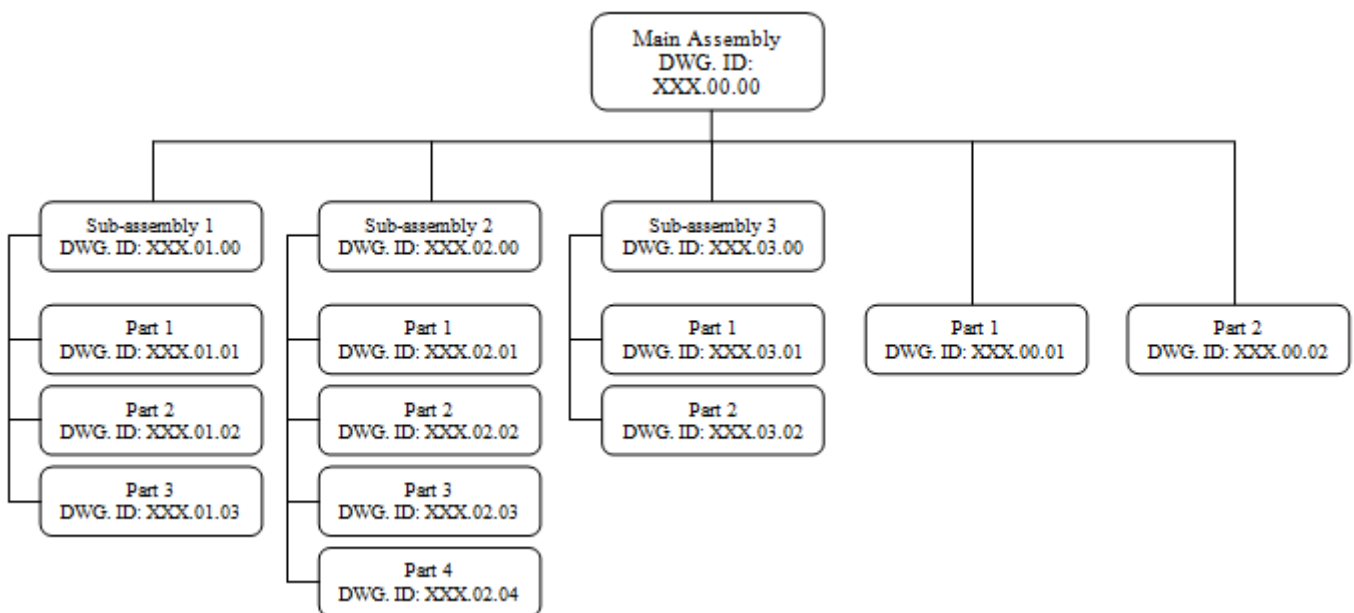 Main Assembly
DWG. ID:
XXX.00.00
Sub-assembly 1
DWG. ID: XXX.01.00
Sub-assembly 2
DWG. ID: XXX.02.00
Sub-assembly 3
DWG. ID: XXX.03.00
Part 1
DWG. ID: XXX.01.01
Part 1
DWG. ID: XXX.02.01
Part 1
DWG. ID: XXX.03.01
Part 1
DWG. ID: XXX.00.01
Part 2
DWG. ID: XXX.00.02
Part 2
DWG. ID: XXX.01.02
Part 2
DWG. ID: XXX.02.02
Part 2
DWG. ID: XXX.03.02
Part 3
DWG. ID: XXX.01.03
Part 3
DWG. ID: XXX.02.03
Part 4
DWG. ID: XXX.02.04